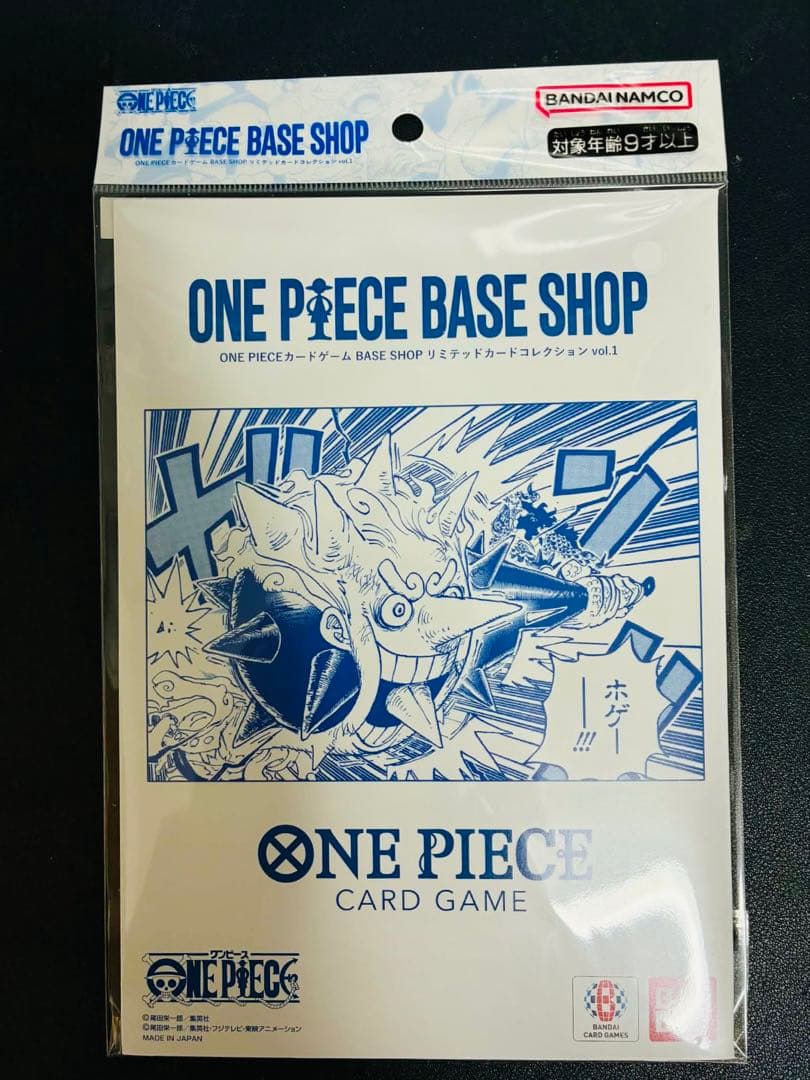 ONE PIECE
BANDAI NAMCO
ONE PIECE BASE SHOP
ONE PIECEカードゲーム BASE SHOP リミテッドカードコレクション vol.1
対象年齢9才以上
ONE PIECE BASE SHOP
ONE PIECEカードゲーム BASE SHOP リミテッドカードコレクション vol.1
ホゲー
ーー!!!
ONE PIECE
CARD GAME
ワンピース
ONE PIECE
©尾田栄一郎／集英社
©尾田栄一郎／集英社・フジテレビ・東映アニメーション
MADE IN JAPAN
BANDAI
CARD GAMES